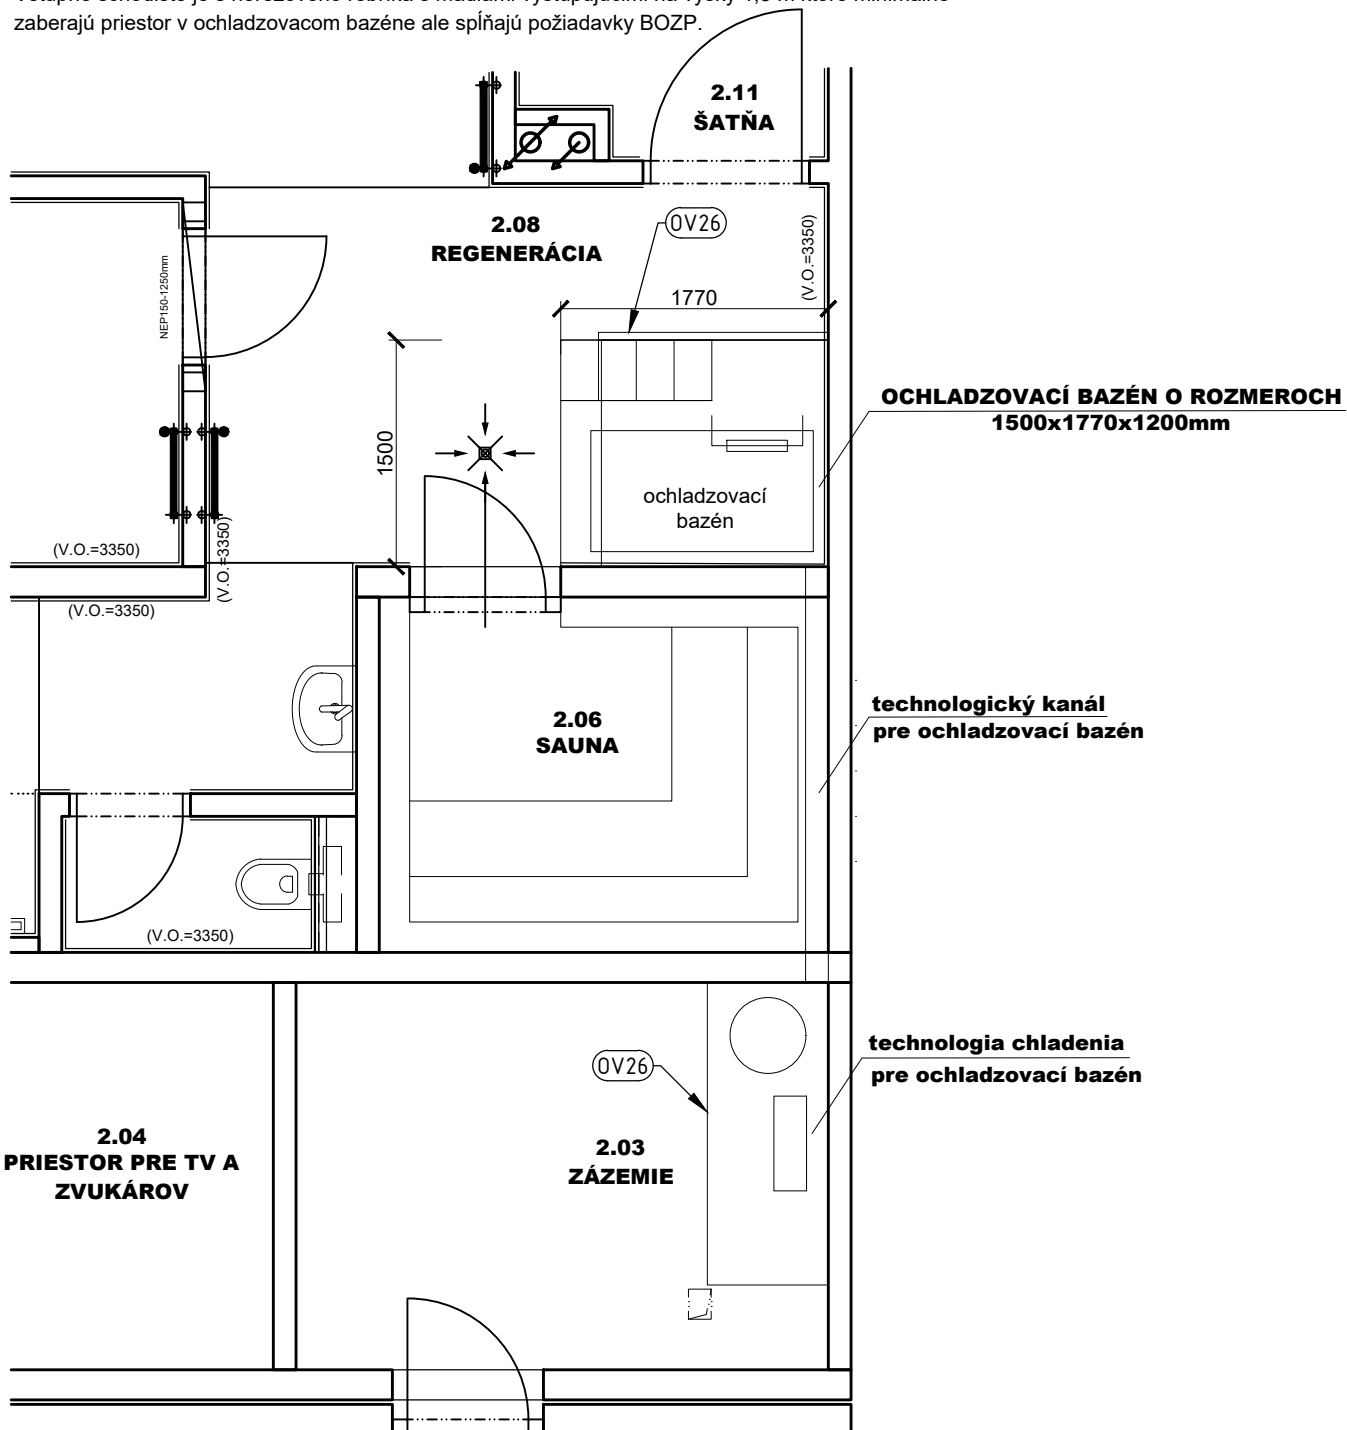 zaberajú priestor v ochladzovacom bazéne ale spĺňajú požiadavky BOZP.
2.11
ŠATŇA
2.08
REGENERÁCIA
OV26
(V.O.=3350)
NEP150-1250mm
1770
OCHLADZOVACÍ BAZÉN O ROZMEROCH
1500x1770x1200mm
1500
ochladzovací
bazén
(V.O.=3350)
(V.O.=3350)
(V.O.=3350)
2.06
SAUNA
technologický kanál
pre ochladzovací bazén
(V.O.=3350)
OV26
technologia chladenia
pre ochladzovací bazén
2.04
PRIESTOR PRE TV A
ZVUKÁROV
2.03
ZÁZEMIE